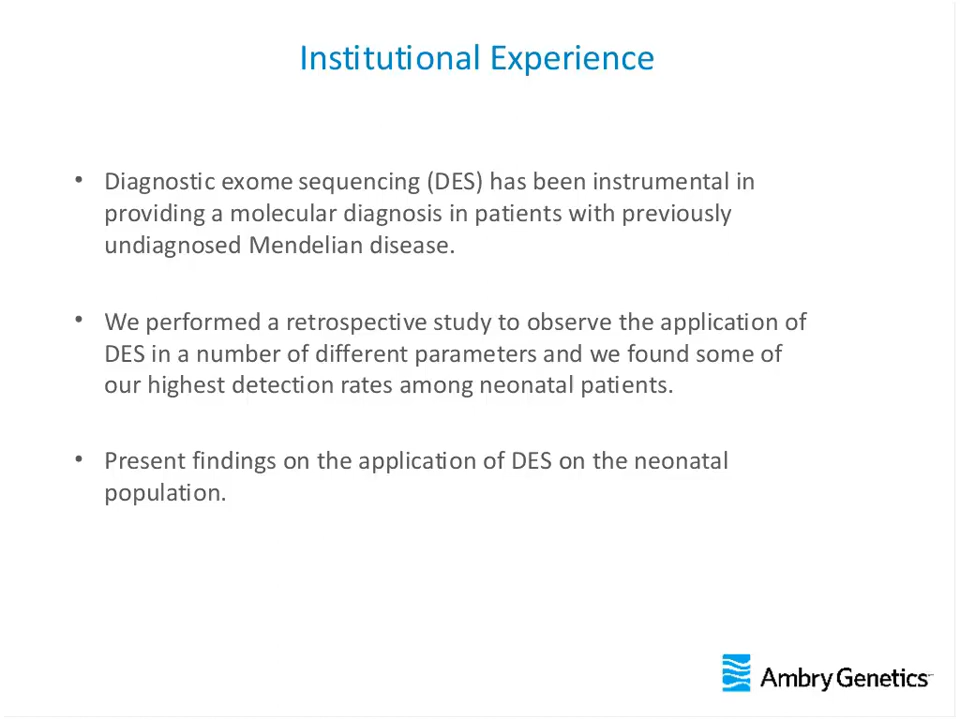 Institutional Experience
• Diagnostic exome sequencing (DES) has been instrumental in
providing a molecular diagnosis in patients with previously
undiagnosed Mendelian disease.
• We performed a retrospective study to observe the application of
DES in a number of different parameters and we found some of
our highest detection rates among neonatal patients.
• Present findings on the application of DES on the neonatal
population.
Ambry Genetics